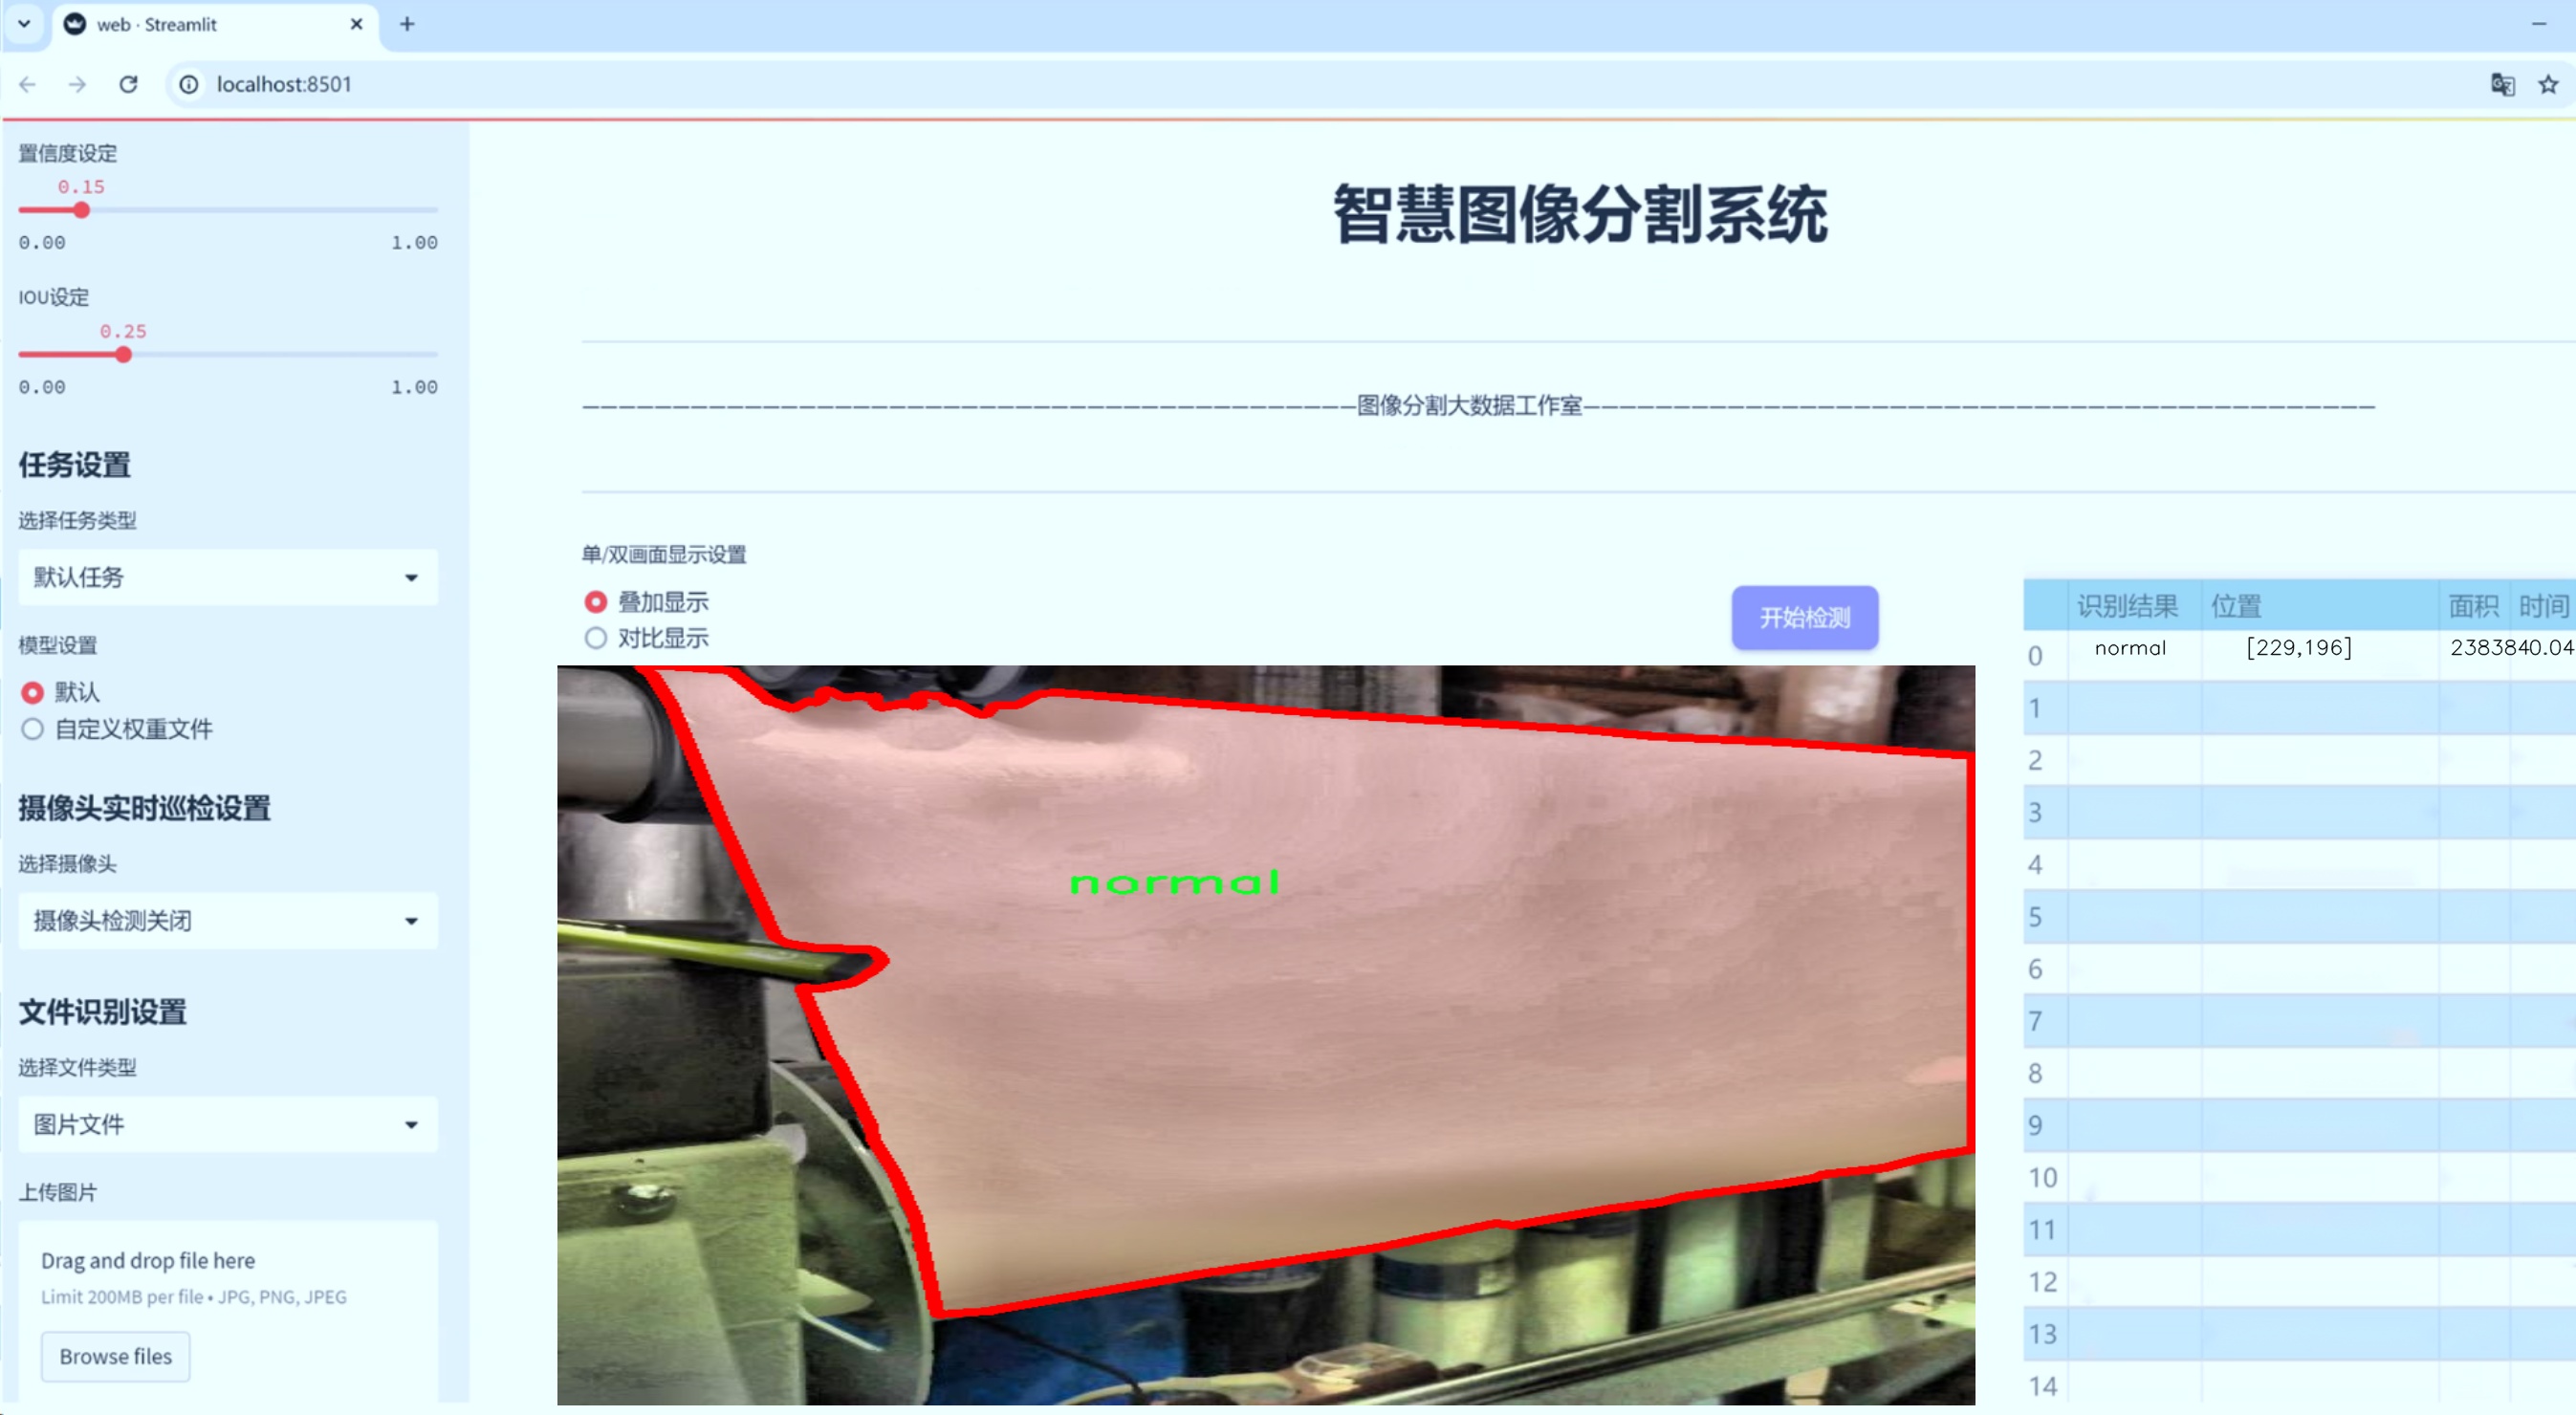 web · Streamlit
localhost:8501
置信度设定
0.15
0.00 1.00
IOU设定
0.25
0.00 1.00
任务设置
选择任务类型
默认任务
模型设置
默认
自定义权重文件
摄像头实时巡检设置
选择摄像头
摄像头检测关闭
文件识别设置
选择文件类型
图片文件
上传图片
Drag and drop file here
Limit 200MB per file • JPG, PNG, JPEG
Browse files
智慧图像分割系统
———————————————————————————————————————————图像分割大数据工作室————————————————————————————————————————————
单/双画面显示设置
叠加显示
对比显示
开始检测
normal
识别结果 位置 面积 时间
0 normal [229,196] 2383840.04
1
2
3
4
5
6
7
8
9
10
11
12
13
14